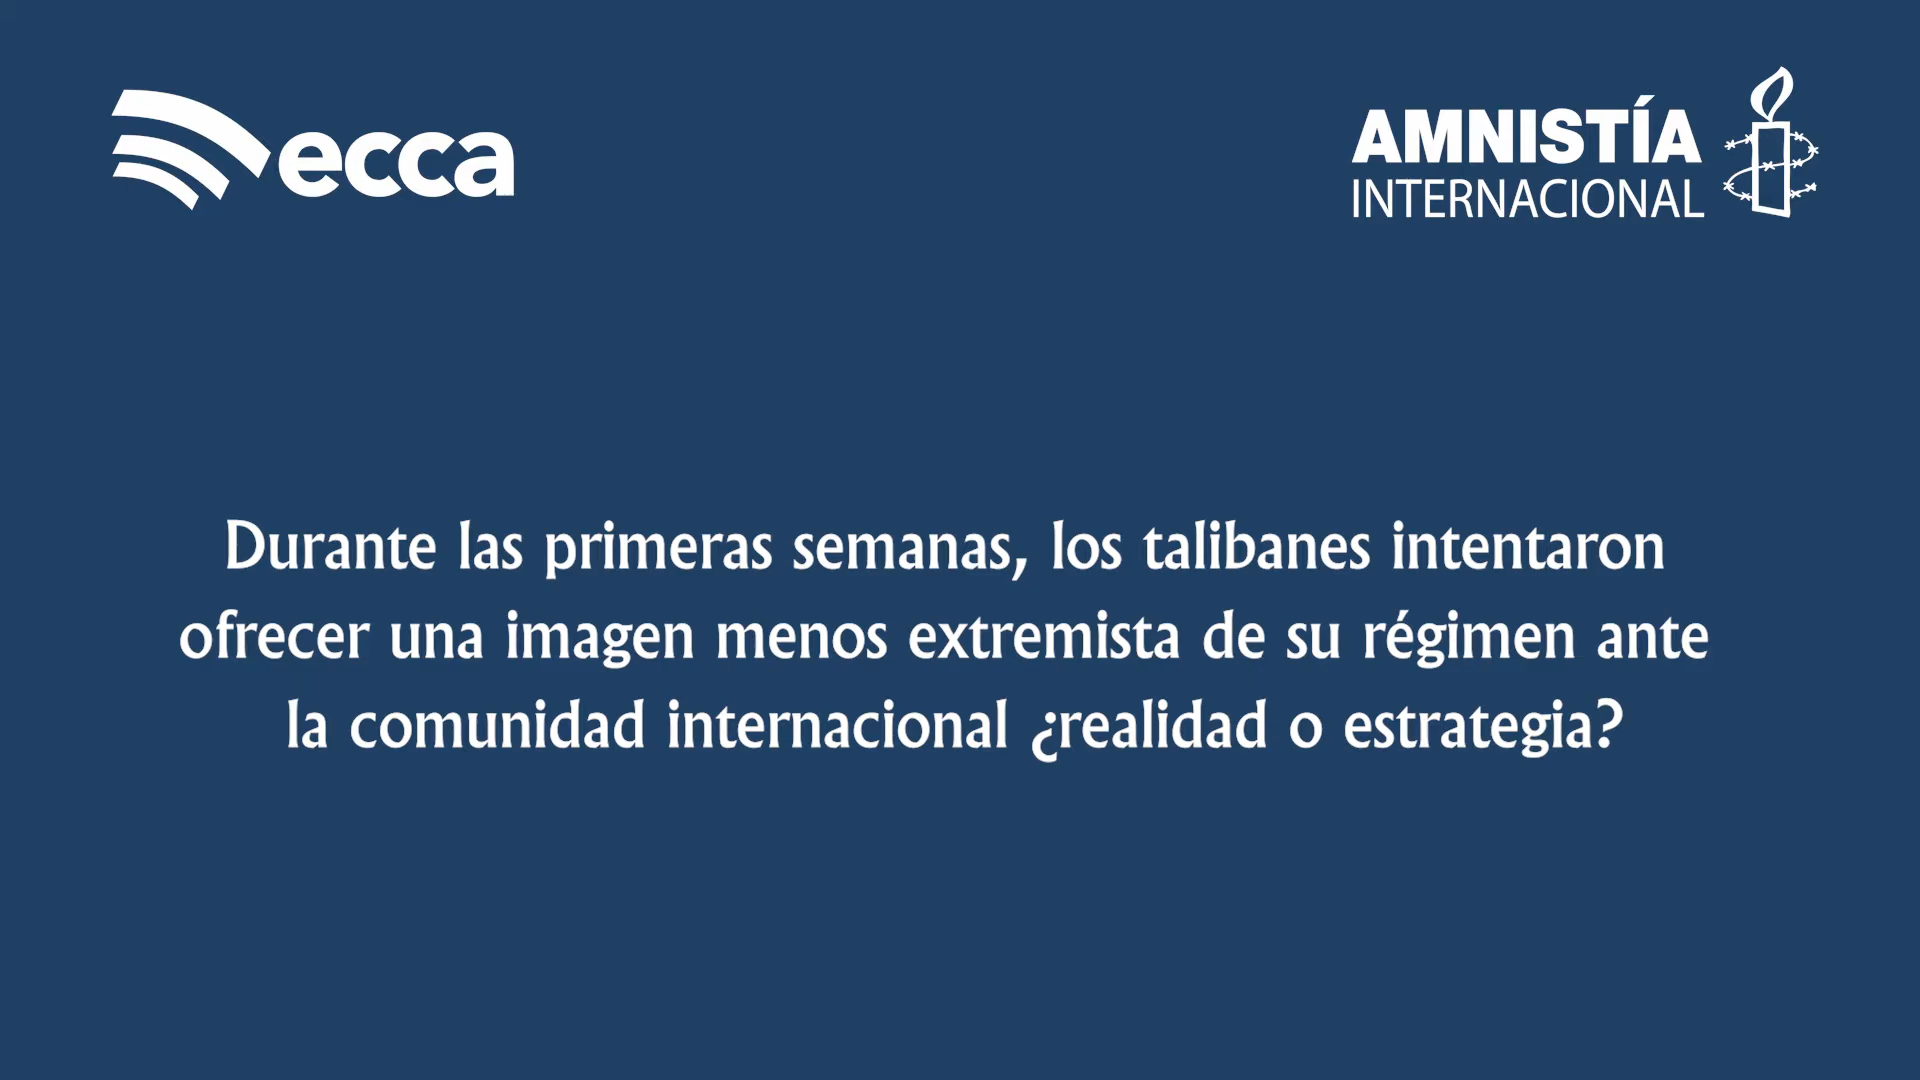 ecca
AMNISTÍA
INTERNACIONAL
Durante las primeras semanas, los talibanes intentaron
ofrecer una imagen menos extremista de su régimen ante
la comunidad internacional ¿realidad o estrategia?